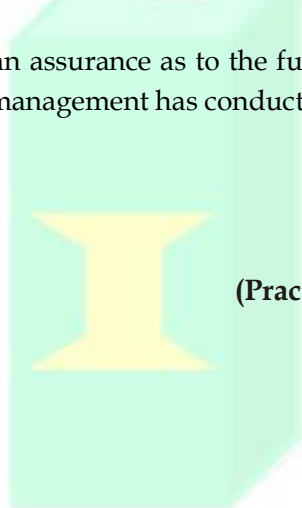 an assurance as to the fu
management has conduct
(Prac